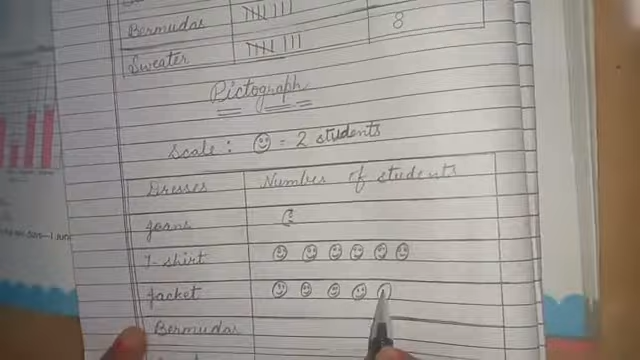 Bermudas
Sweater 8
Pictograph
Scale : = 2 students
Dresses Number of students
Jeans
T-shirt
Jacket
Bermudas